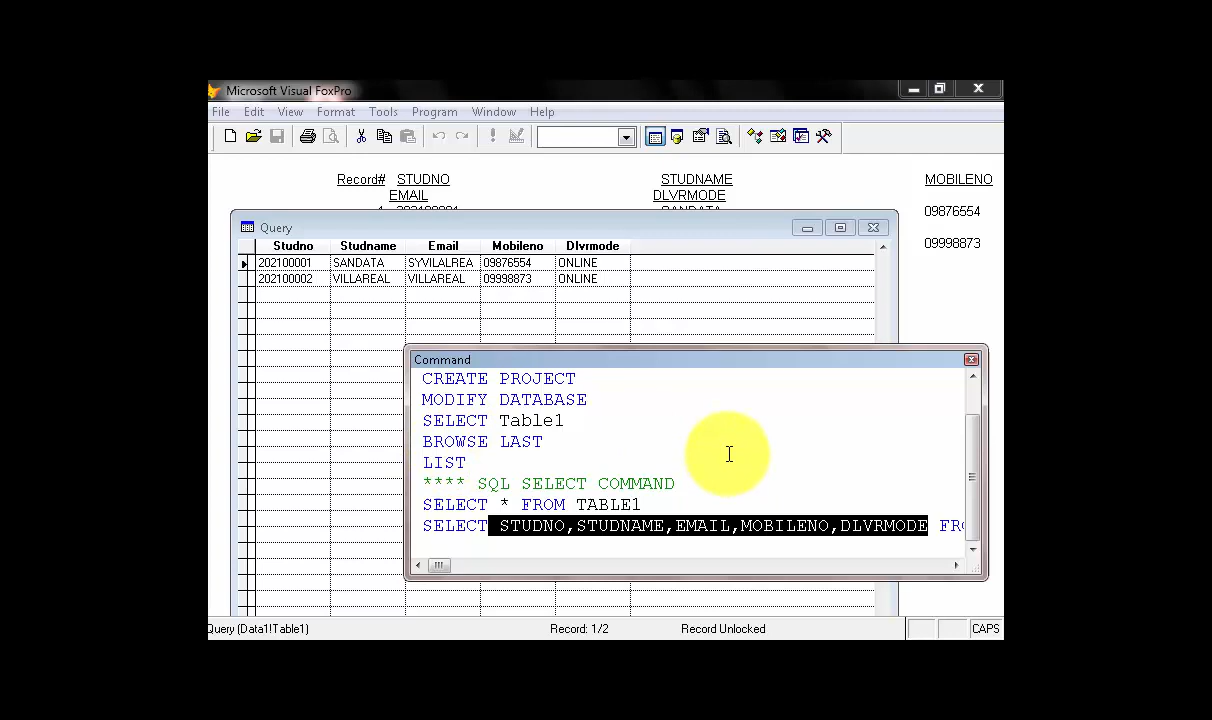 Microsoft Visual FoxPro
File Edit View Format Tools Program Window Help
Record# STUDNO STUDNAME MOBILENO
EMAIL DLVRMODE
09876554
09998873
Query
Studno Studname Email Mobileno Dlvrmode
202100001 SANDATA SYVILALREA 09876554 ONLINE
202100002 VILLAREAL VILLAREAL 09998873 ONLINE
Command
CREATE PROJECT
MODIFY DATABASE
SELECT Table1
BROWSE LAST
LIST
**** SQL SELECT COMMAND
SELECT * FROM TABLE1
SELECT STUDNO,STUDNAME,EMAIL,MOBILENO,DLVRMODE FRO
Query (Data1!Table1) Record: 1/2 Record Unlocked CAPS